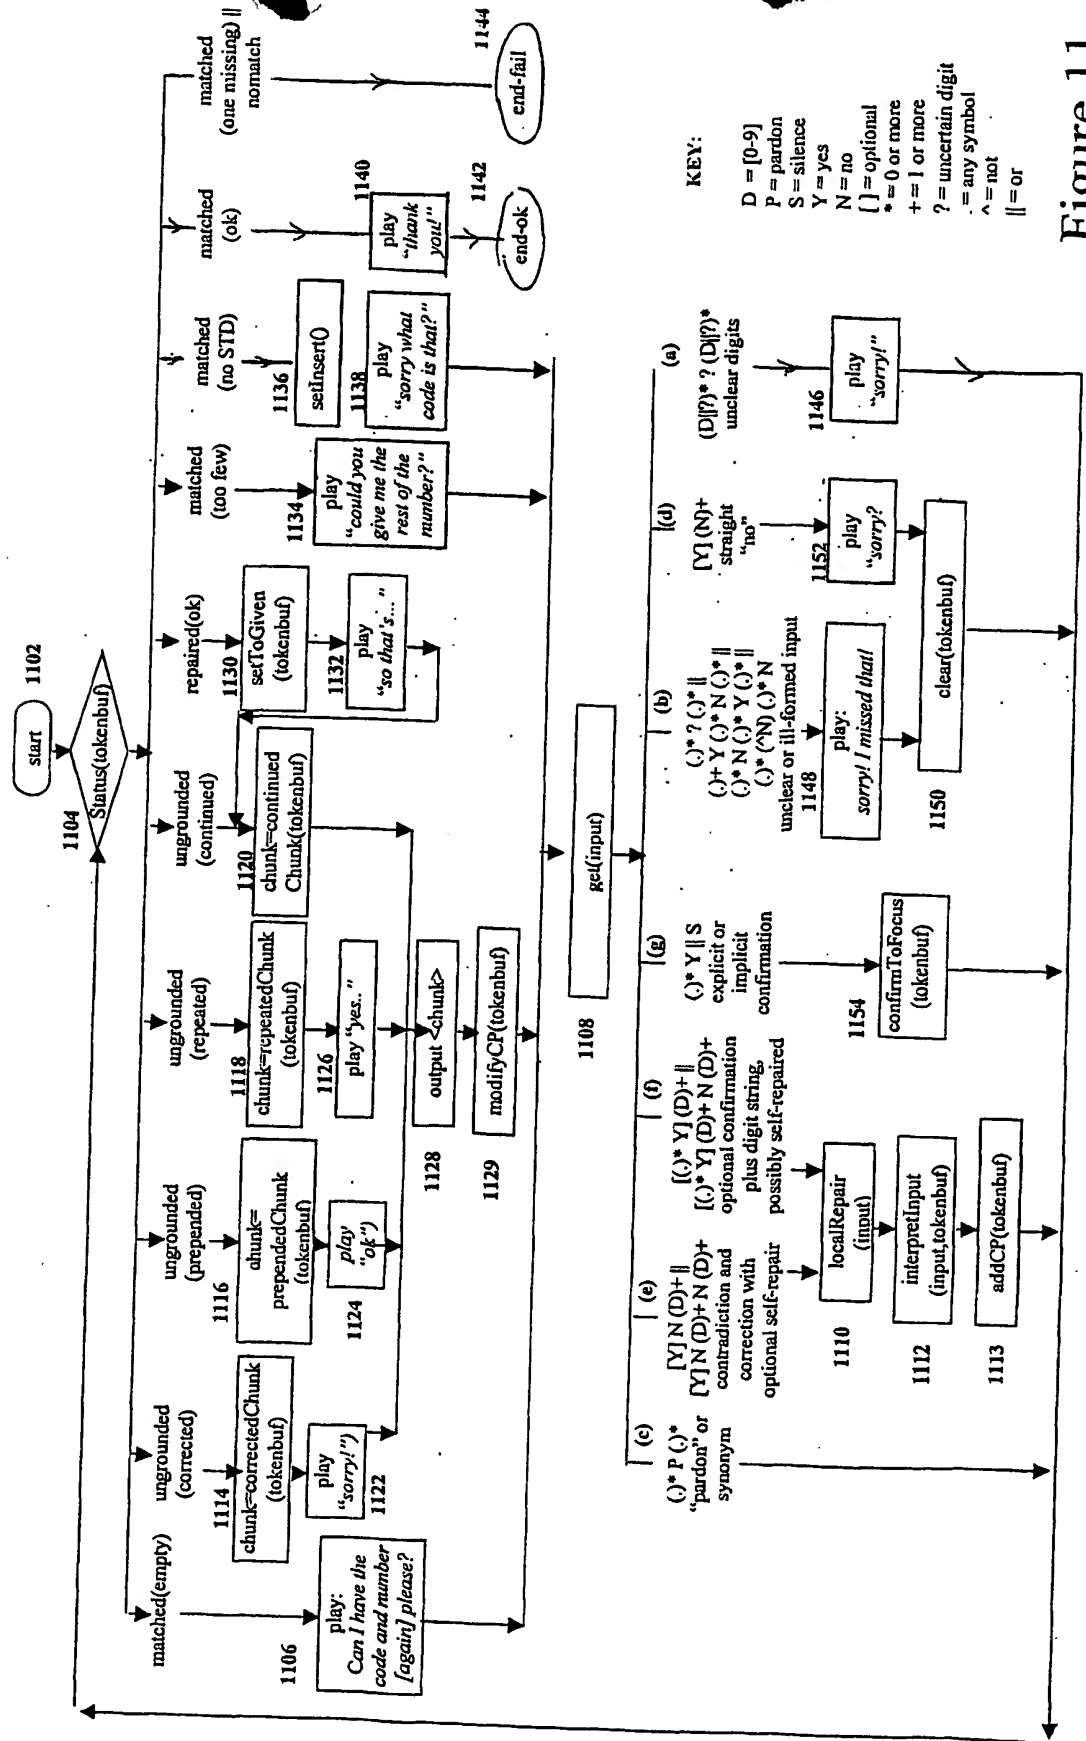 start
1102
1104
Status(tokenbuf)
matched(empty)
1106
play:
Can I have the
code and number
[again] please?
ungrounded
(corrected)
1114
chunk=correctedChunk
(tokenbuf)
play
“sorry!”)
1122
ungrounded
(prepended)
1116
chunk=
prependedChunk
(tokenbuf)
play
“ok”)
1124
ungrounded
(repeated)
1118
chunk=repeatedChunk
(tokenbuf)
1126
play “yes..”
output <chunk>
1128
modifyCP(tokenbuf)
1129
ungrounded
(continued)
1120
chunk=continued
Chunk(tokenbuf)
repaired(ok)
1130
setToGiven
(tokenbuf)
1132
play
“so that’s... ”
matched
(too few)
1134
play
“could you
give me the
rest of the
number?”
matched
(no STD)
1136
setInsert()
1138
play
“sorry what
code is that?”
matched
(ok)
1140
play
“thank
you!”
1142
end-ok
matched
(one missing) ||
nomatch
1144
end-fail
get(input)
1108
(c)
(.)* P (.)*
“pardon” or
synonym
(e)
[Y] N (D)+ ||
[Y] N (D)+ N (D)+
contradiction and
correction with
optional self-repair
(f)
[(.)* Y] (D)+ ||
[(.)* Y] (D)+ N (D)+
optional confirmation
plus digit string,
possibly self-repaired
localRepair
(input)
1110
interpretInput
(input,tokenbuf)
1112
addCP(tokenbuf)
1113
(g)
(.)* Y || S
explicit or
implicit
confirmation
1154
confirmToFocus
(tokenbuf)
(b)
(.)* ? (.)* ||
(.)+ Y (.)* N (.)* ||
(.)* N (.)* Y (.)* ||
(.)* (^N) (.)* N
unclear or ill-formed input
1148
play:
sorry! I missed that!
1150
clear(tokenbuf)
(d)
[Y] (N)+
straight
“no”
1152
play
“sorry?
(a)
(D||?)* ? (D||?)*
unclear digits
1146
play
“sorry!”
KEY:
D = [0-9]
P = pardon
S = silence
Y = yes
N = no
[ ] = optional
* = 0 or more
+ = 1 or more
? = uncertain digit
. = any symbol
^ = not
|| = or
Figure 11